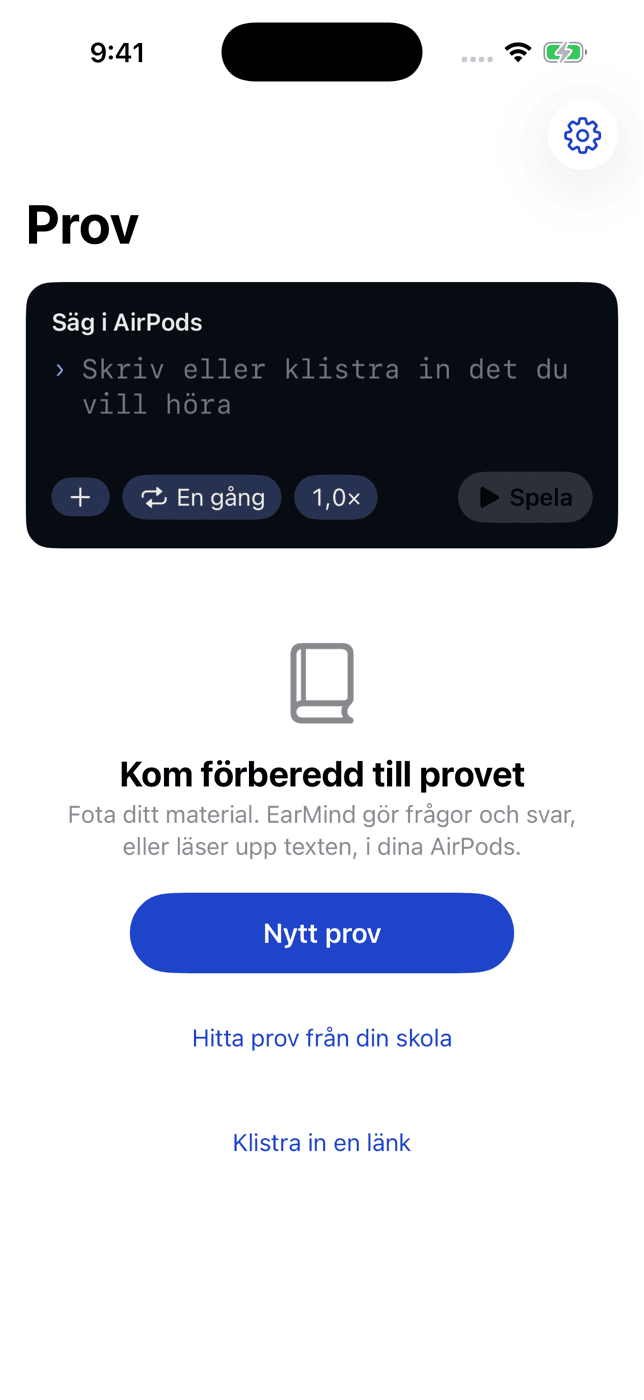 9:41
Prov
Säg i AirPods
› Skriv eller klistra in det du
vill höra
+ En gång 1,0× Spela
Kom förberedd till provet
Fota ditt material. EarMind gör frågor och svar,
eller läser upp texten, i dina AirPods.
Nytt prov
Hitta prov från din skola
Klistra in en länk